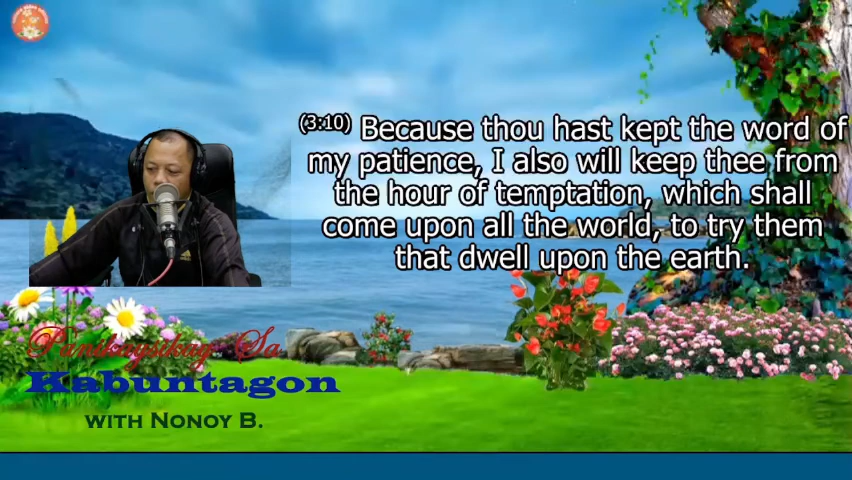 (3:10) Because thou hast kept the word of
my patience, I also will keep thee from
the hour of temptation, which shall
come upon all the world, to try them
that dwell upon the earth.
Panikaysikay Sa
Kabuntagon
WITH NONOY B.